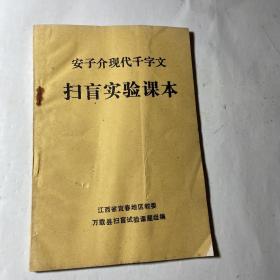 安子介现代千字文
扫盲实验课本
江西省宜春地区教委
万载县扫盲试验课题组编